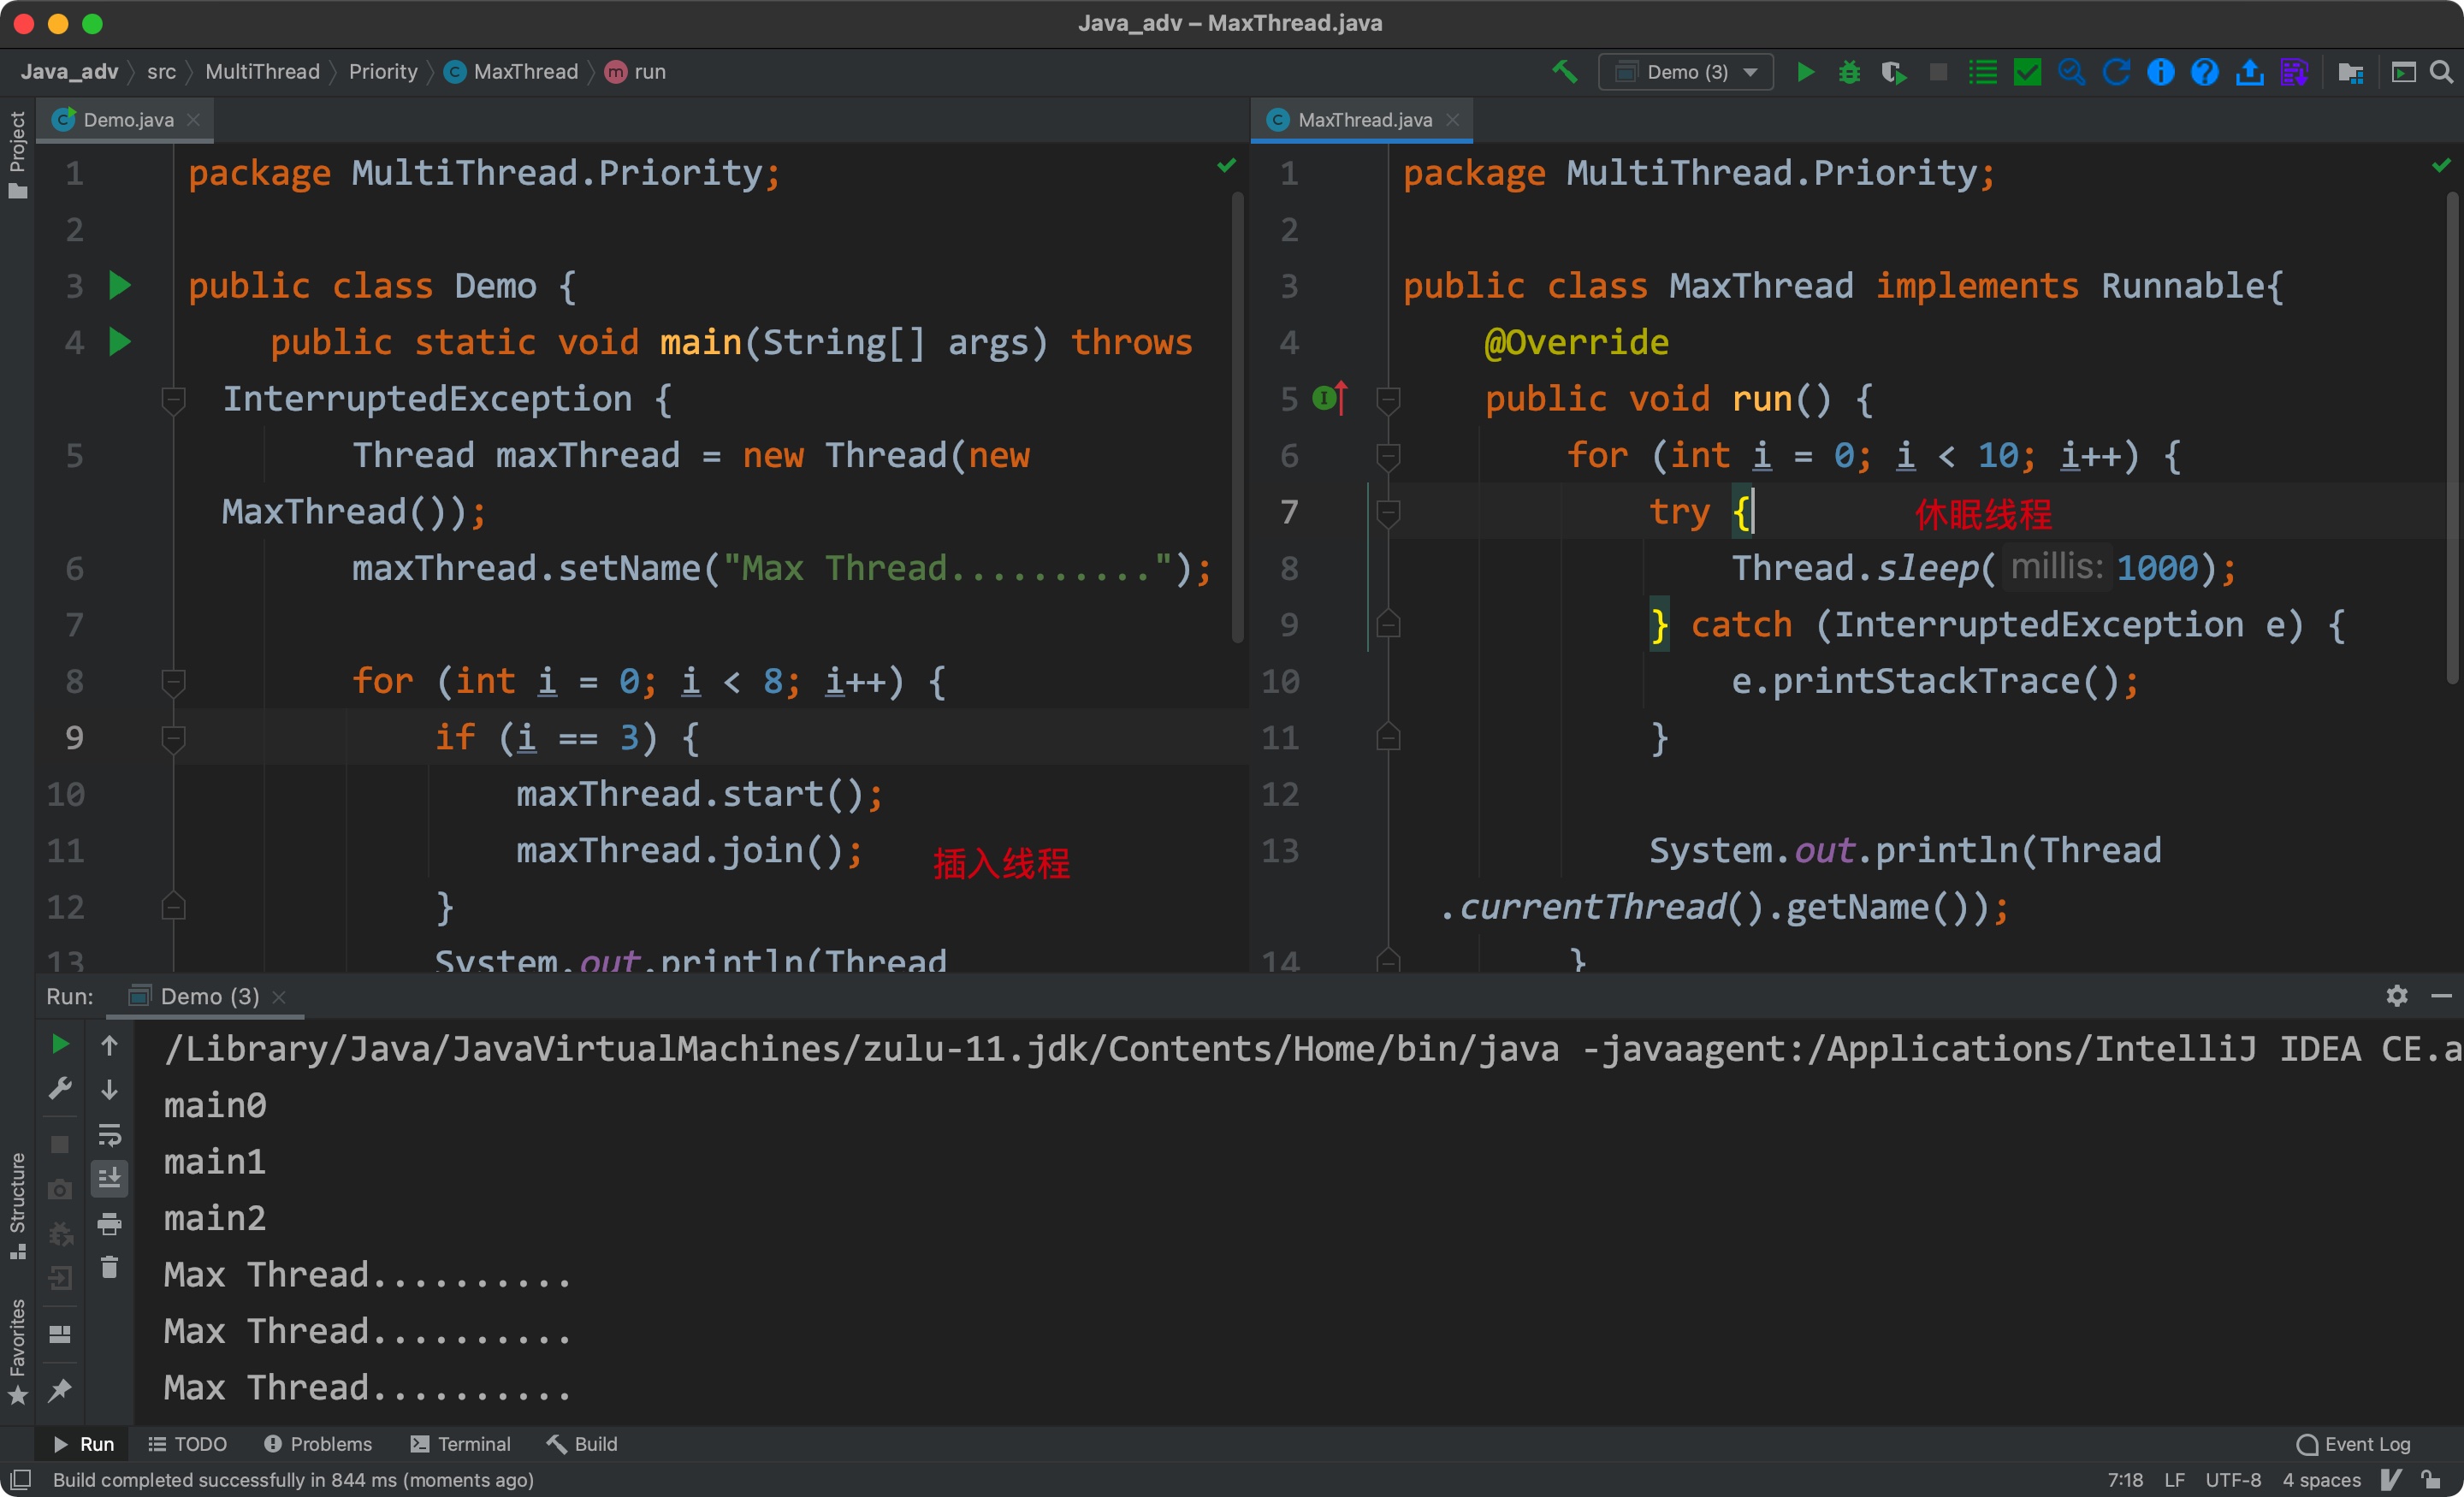 Java_adv – MaxThread.java
Java_adv src MultiThread Priority MaxThread run
Demo (3)
Project
Demo.java
1 package MultiThread.Priority;
2
3 public class Demo {
4 public static void main(String[] args) throws
InterruptedException {
5 Thread maxThread = new Thread(new
MaxThread());
6 maxThread.setName("Max Thread..........");
7
8 for (int i = 0; i < 8; i++) {
9 if (i == 3) {
10 maxThread.start();
11 maxThread.join(); 插入线程
12 }
13 System.out.println(Thread
MaxThread.java
1 package MultiThread.Priority;
2
3 public class MaxThread implements Runnable{
4 @Override
5 public void run() {
6 for (int i = 0; i < 10; i++) {
7 try { 休眠线程
8 Thread.sleep( millis: 1000);
9 } catch (InterruptedException e) {
10 e.printStackTrace();
11 }
12
13 System.out.println(Thread
.currentThread().getName());
14 }
Run: Demo (3)
/Library/Java/JavaVirtualMachines/zulu-11.jdk/Contents/Home/bin/java -javaagent:/Applications/IntelliJ IDEA CE.a
main0
main1
main2
Max Thread..........
Max Thread..........
Max Thread..........
Structure
Favorites
Run TODO Problems Terminal Build Event Log
Build completed successfully in 844 ms (moments ago) 7:18 LF UTF-8 4 spaces